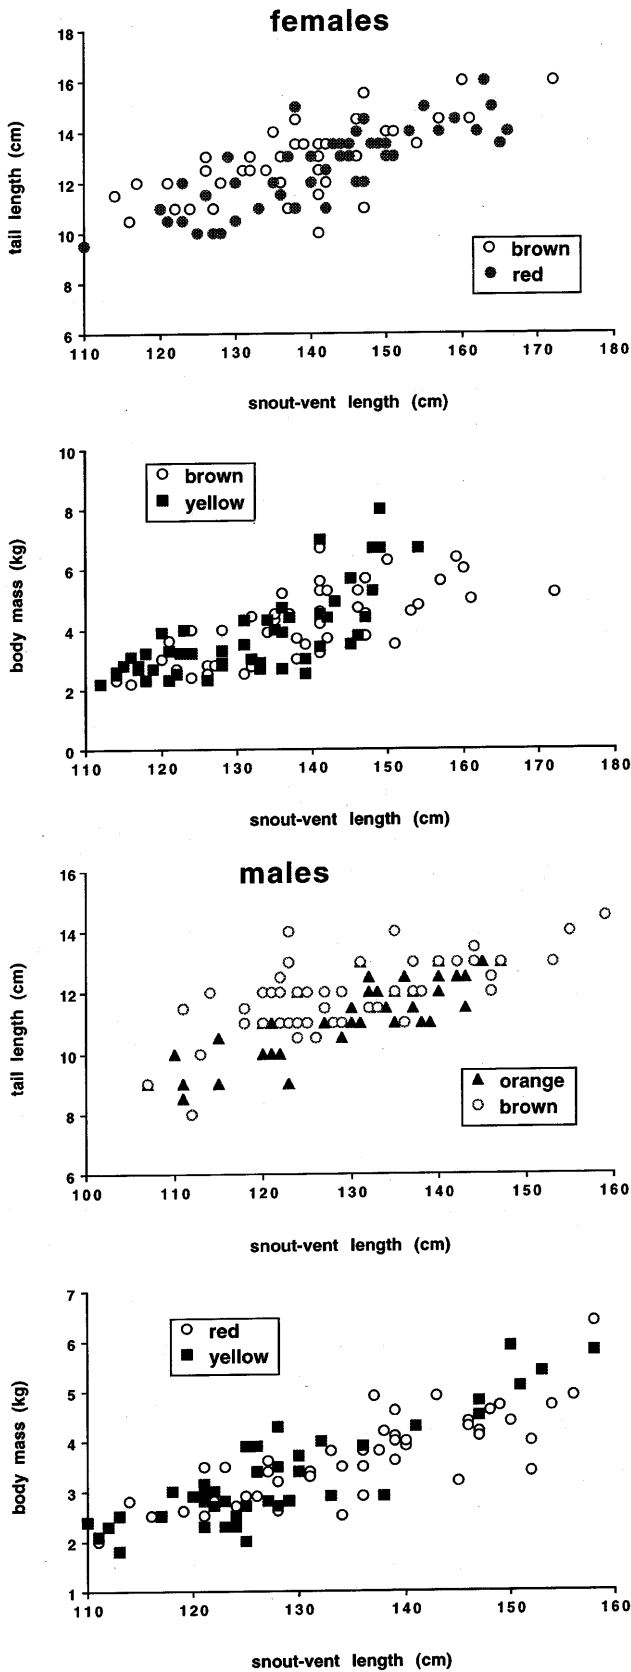 females
18
16
14
12
10
8
6
tail length (cm)
brown
red
110 120 130 140 150 160 170 180
snout-vent length (cm)
10
8
6
4
2
0
body mass (kg)
brown
yellow
110 120 130 140 150 160 170 180
snout-vent length (cm)
males
16
14
12
10
8
6
tail length (cm)
orange
brown
100 110 120 130 140 150 160
snout-vent length (cm)
7
6
5
4
3
2
1
body mass (kg)
red
yellow
110 120 130 140 150 160
snout-vent length (cm)